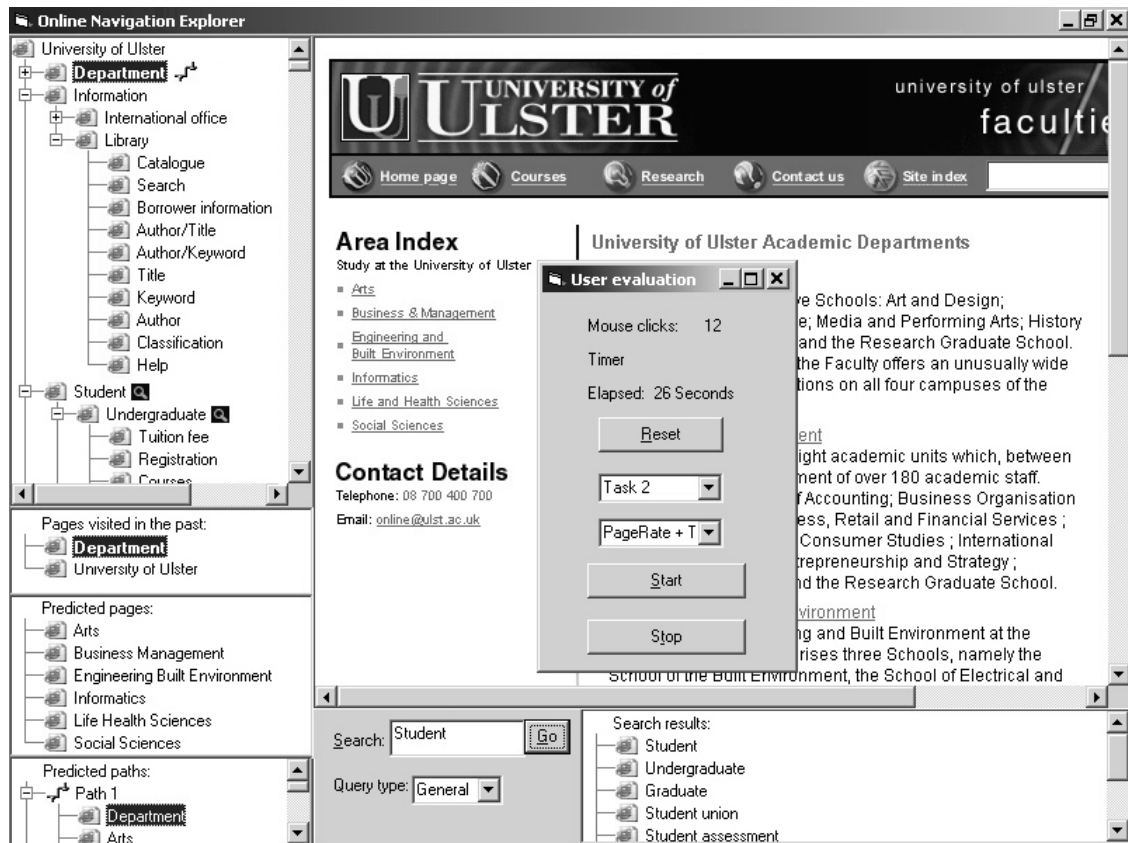 Online Navigation Explorer
University of Ulster
Department
Information
International office
Library
Catalogue
Search
Borrower information
Author/Title
Author/Keyword
Title
Keyword
Author
Classification
Help
Student
Undergraduate
Tuition fee
Registration
Courses
Pages visited in the past:
Department
University of Ulster
Predicted pages:
Arts
Business Management
Engineering Built Environment
Informatics
Life Health Sciences
Social Sciences
Predicted paths:
Path 1
Department
Arts
UNIVERSITY of
ULSTER
university of ulster
faculti
Home page
Courses
Research
Contact us
Site index
Area Index
Study at the University of Ulster
Arts
Business & Management
Engineering and
Built Environment
Informatics
Life and Health Sciences
Social Sciences
Contact Details
Telephone: 08 700 400 700
Email: online@ulst.ac.uk
University of Ulster Academic Departments
ve Schools: Art and Design;
e; Media and Performing Arts; History
and the Research Graduate School.
the Faculty offers an unusually wide
tions on all four campuses of the
ent
ight academic units which, between
ment of over 180 academic staff.
f Accounting; Business Organisation
ess, Retail and Financial Services ;
Consumer Studies ; International
trepreneurship and Strategy ;
nd the Research Graduate School.
vironment
ng and Built Environment at the
rises three Schools, namely the
School of the Built Environment, the School of Electrical and
User evaluation
Mouse clicks: 12
Timer
Elapsed: 26 Seconds
Reset
Task 2
PageRate + T
Start
Stop
Search: Student Go
Query type: General
Search results:
Student
Undergraduate
Graduate
Student union
Student assessment